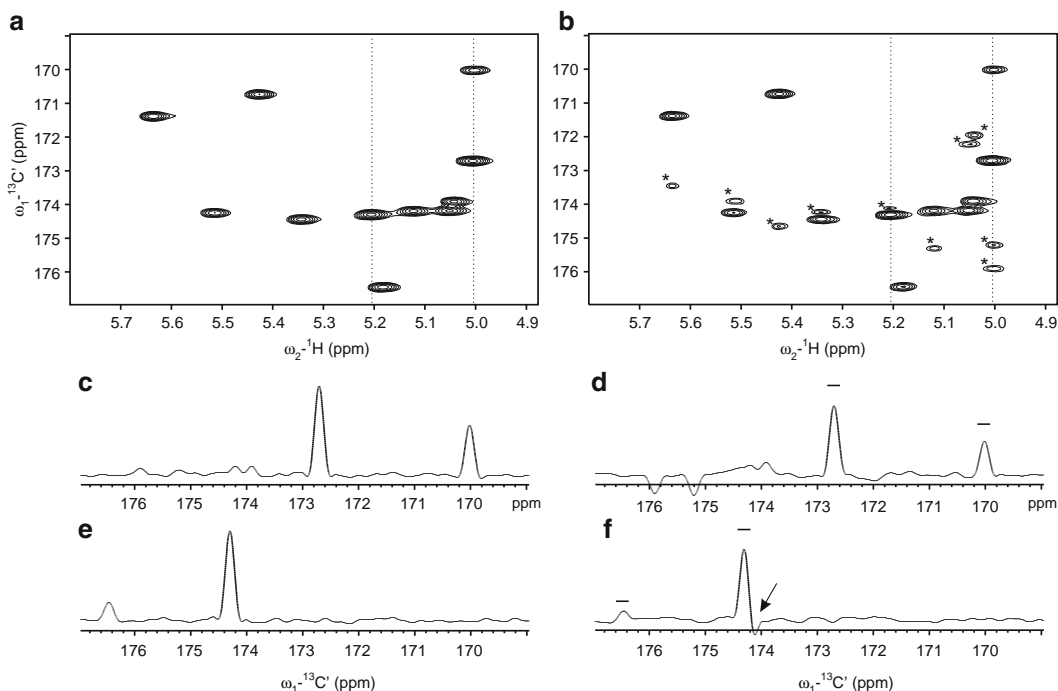 a
170
171
172
173
174
175
176
ω₁-¹³C' (ppm)
5.7 5.6 5.5 5.4 5.3 5.2 5.1 5.0 4.9
ω₂-¹H (ppm)
b
170
171
172
173
174
175
176
* * * * * * * * * *
5.7 5.6 5.5 5.4 5.3 5.2 5.1 5.0 4.9
ω₂-¹H (ppm)
c
176 175 174 173 172 171 170 ppm
d
176 175 174 173 172 171 170 ppm
e
176 175 174 173 172 171 170
ω₁-¹³C' (ppm)
f
176 175 174 173 172 171 170
ω₁-¹³C' (ppm)